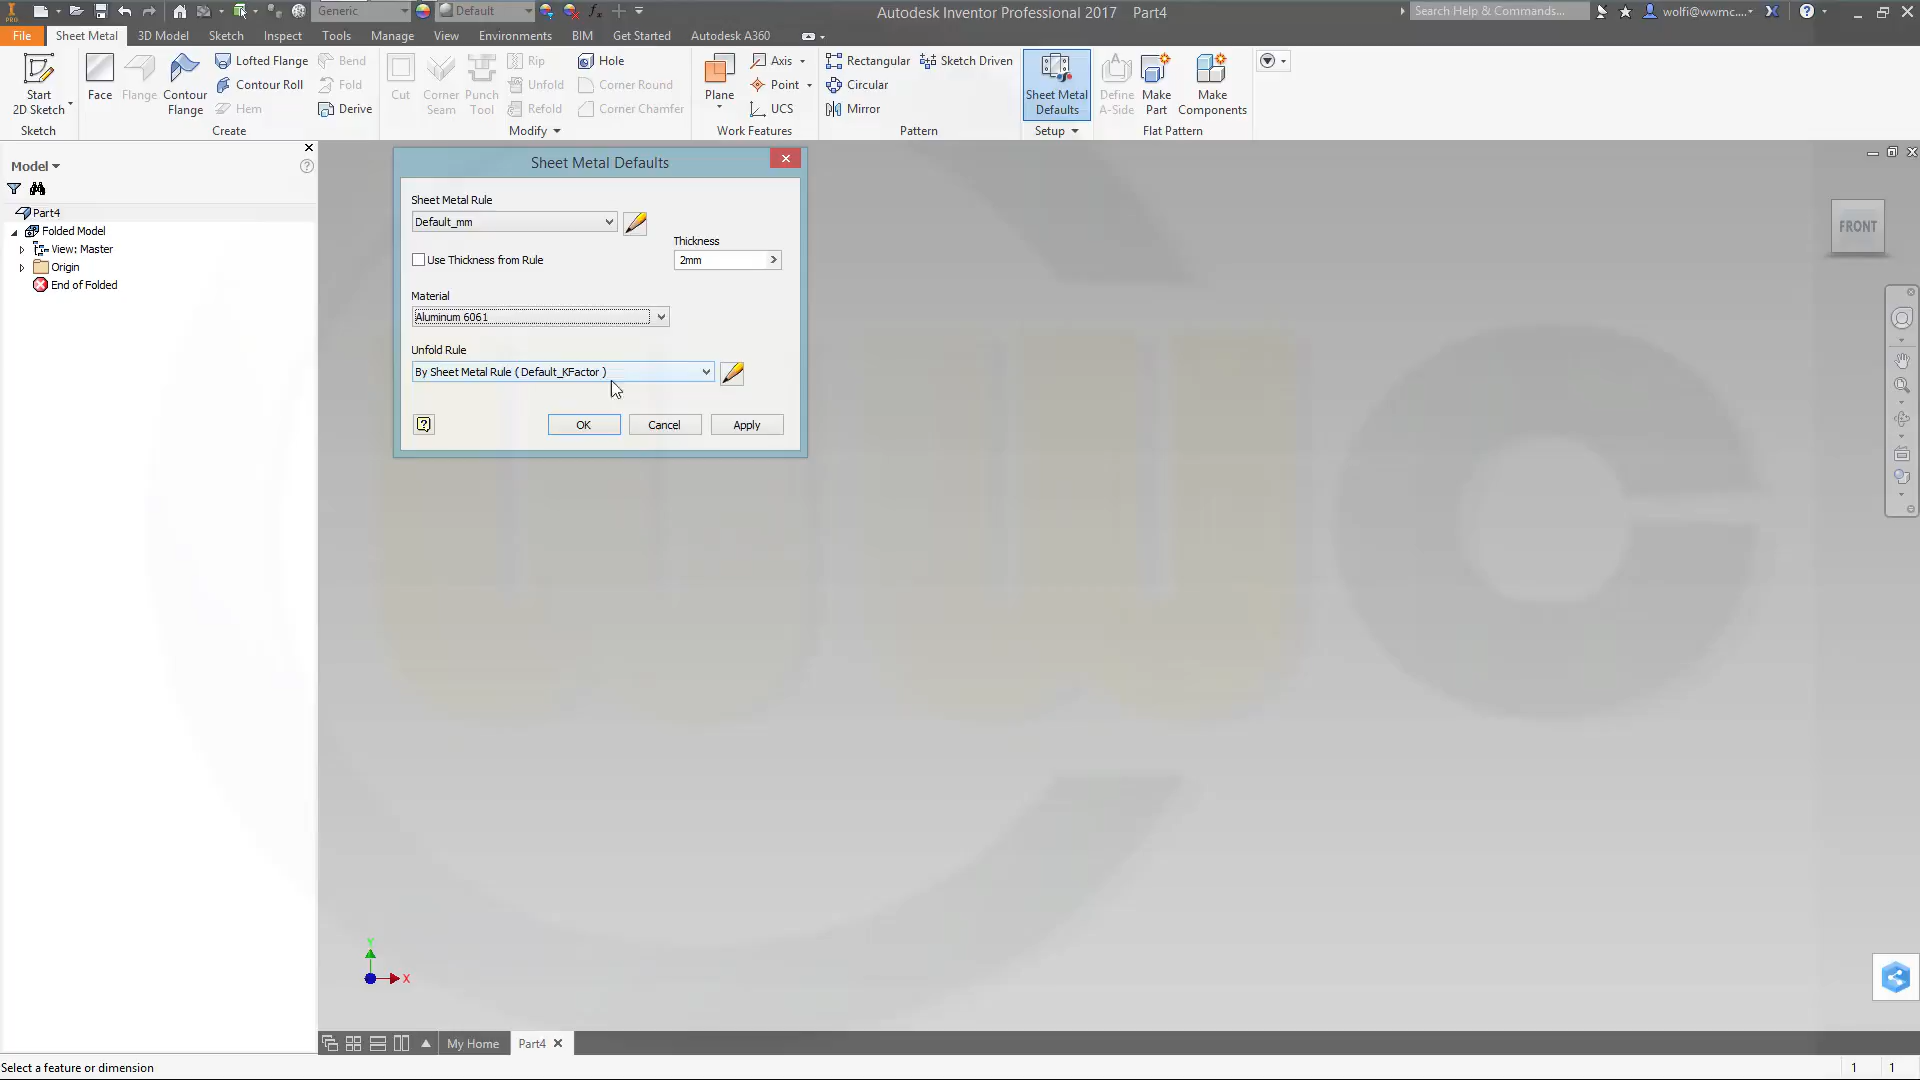 Generic
Default
Autodesk Inventor Professional 2017 Part4
Search Help & Commands...
wolfi@wwmc....
PRO
File
Sheet Metal
3D Model
Sketch
Inspect
Tools
Manage
View
Environments
BIM
Get Started
Autodesk A360
Start
2D Sketch
Sketch
Face
Flange
Contour
Flange
Lofted Flange
Contour Roll
Hem
Bend
Fold
Derive
Create
Cut
Corner
Seam
Punch
Tool
Rip
Unfold
Refold
Hole
Corner Round
Corner Chamfer
Modify
Plane
Axis
Point
UCS
Work Features
Rectangular
Circular
Mirror
Sketch Driven
Pattern
Sheet Metal
Defaults
Setup
Define
A-Side
Make
Part
Make
Components
Flat Pattern
Model
Part4
Folded Model
View: Master
Origin
End of Folded
Sheet Metal Defaults
Sheet Metal Rule
Default_mm
Thickness
Use Thickness from Rule
2mm
Material
Aluminum 6061
Unfold Rule
By Sheet Metal Rule ( Default_KFactor )
OK
Cancel
Apply
FRONT
wwc
Y
X
My Home
Part4
Select a feature or dimension
1
1